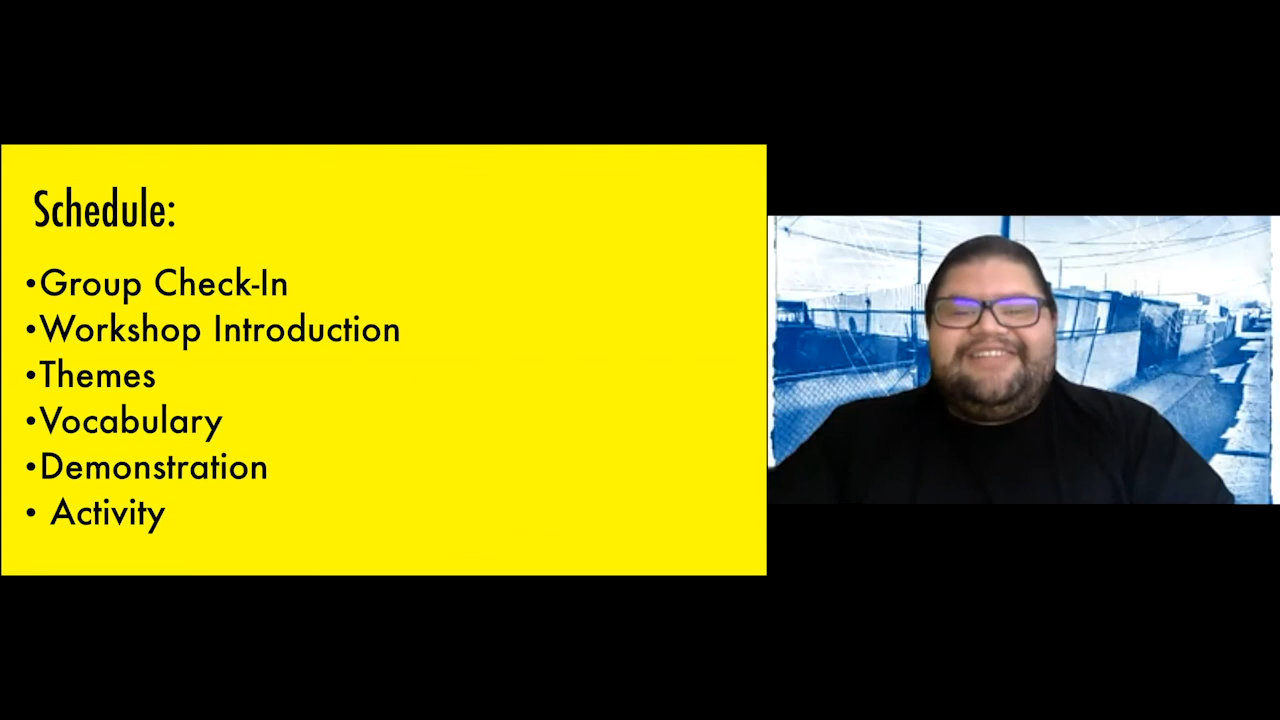 Schedule:
•Group Check-In
•Workshop Introduction
•Themes
•Vocabulary
•Demonstration
• Activity